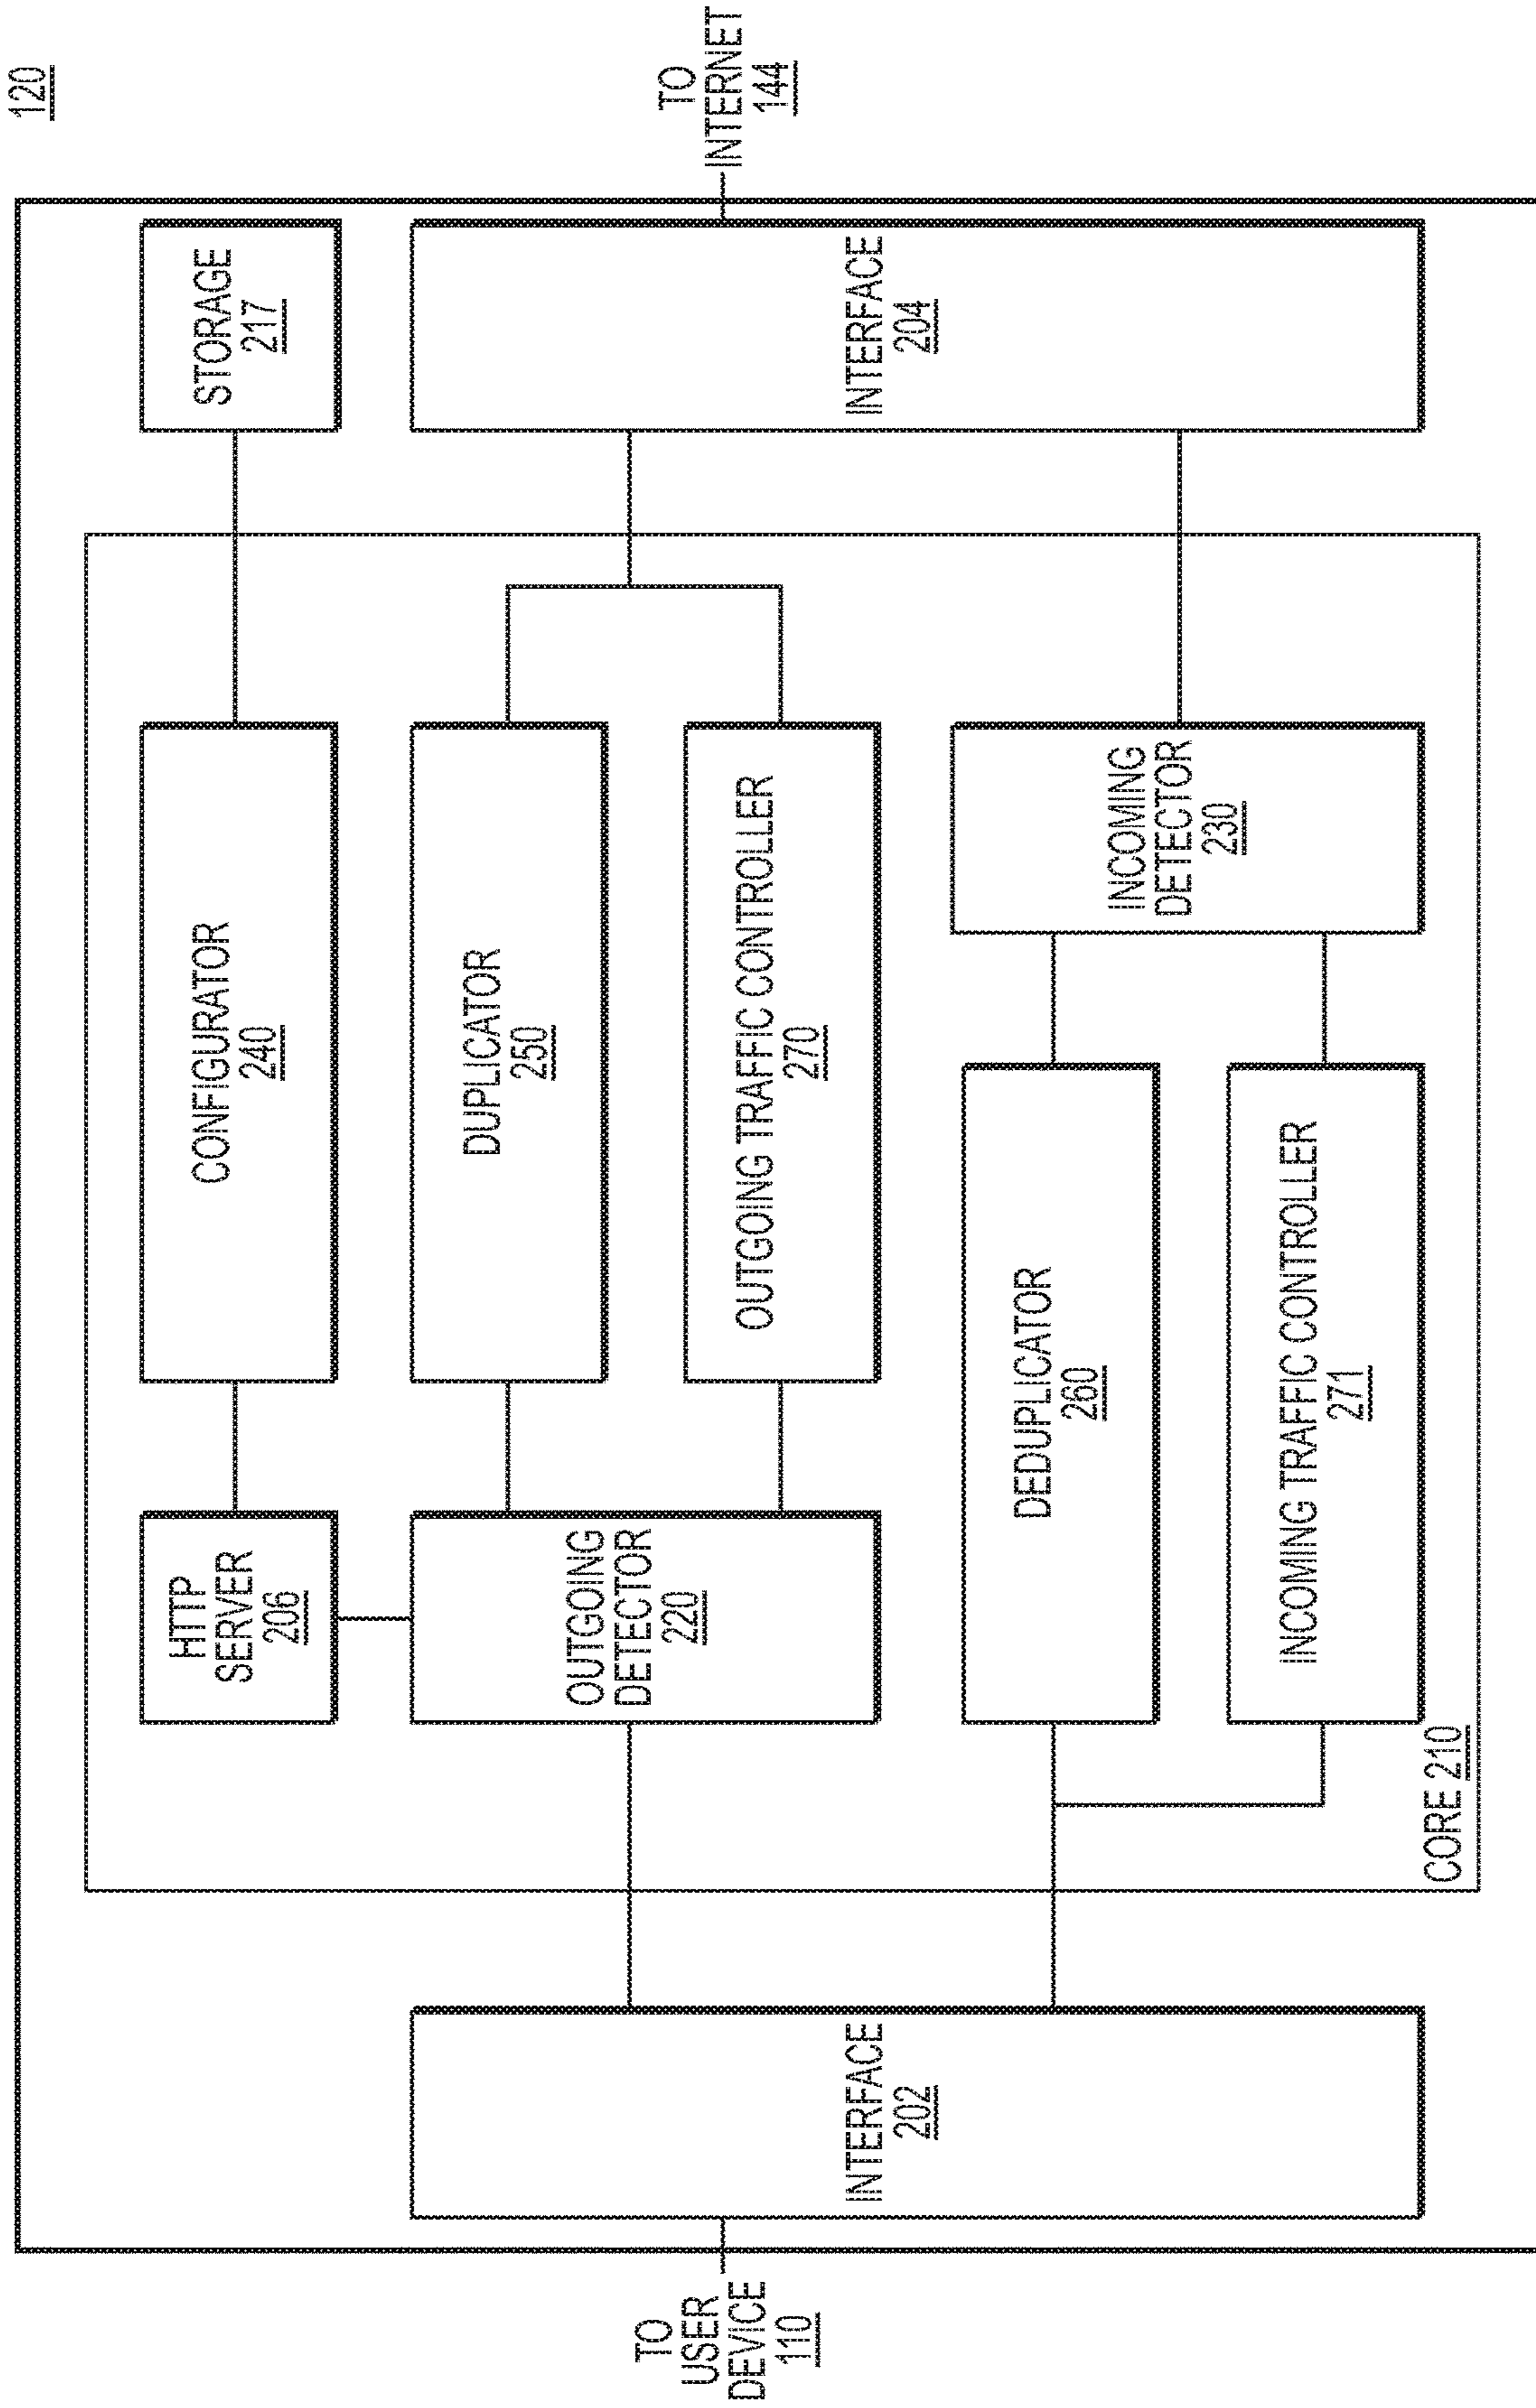 120
HTTP
SERVER
206
CONFIGURATOR
240
STORAGE
217
TO
USER
DEVICE
110
INTERFACE
202
OUTGOING
DETECTOR
220
DUPLICATOR
250
OUTGOING TRAFFIC CONTROLLER
270
INTERFACE
204
TO
INTERNET
144
DEDUPLICATOR
260
INCOMING
DETECTOR
230
INCOMING TRAFFIC CONTROLLER
271
CORE 210